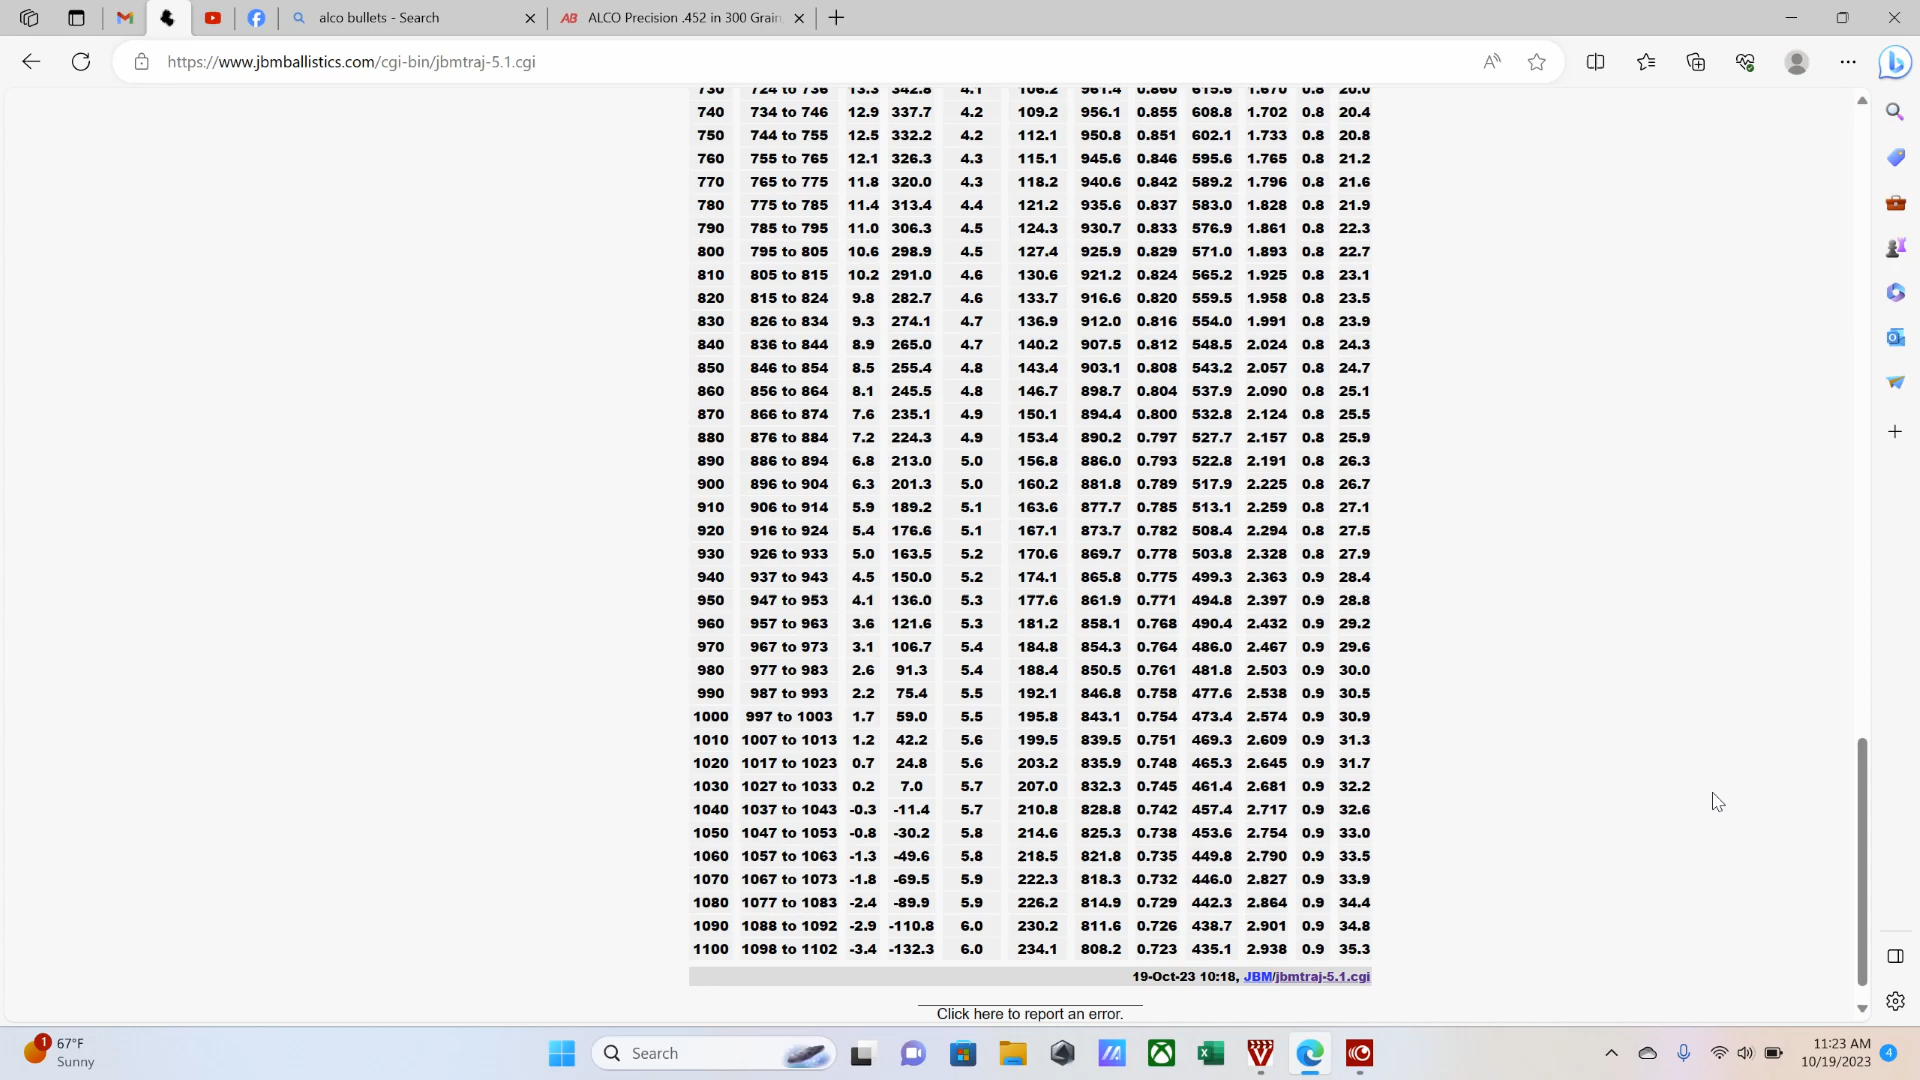 alco bullets - Search
AB ALCO Precision .452 in 300 Grain
https://www.jbmballistics.com/cgi-bin/jbmtraj-5.1.cgi
730 724 to 736 13.3 342.8 4.1 106.2 961.4 0.860 615.6 1.670 0.8 20.0
740 734 to 746 12.9 337.7 4.2 109.2 956.1 0.855 608.8 1.702 0.8 20.4
750 744 to 755 12.5 332.2 4.2 112.1 950.8 0.851 602.1 1.733 0.8 20.8
760 755 to 765 12.1 326.3 4.3 115.1 945.6 0.846 595.6 1.765 0.8 21.2
770 765 to 775 11.8 320.0 4.3 118.2 940.6 0.842 589.2 1.796 0.8 21.6
780 775 to 785 11.4 313.4 4.4 121.2 935.6 0.837 583.0 1.828 0.8 21.9
790 785 to 795 11.0 306.3 4.5 124.3 930.7 0.833 576.9 1.861 0.8 22.3
800 795 to 805 10.6 298.9 4.5 127.4 925.9 0.829 571.0 1.893 0.8 22.7
810 805 to 815 10.2 291.0 4.6 130.6 921.2 0.824 565.2 1.925 0.8 23.1
820 815 to 824 9.8 282.7 4.6 133.7 916.6 0.820 559.5 1.958 0.8 23.5
830 826 to 834 9.3 274.1 4.7 136.9 912.0 0.816 554.0 1.991 0.8 23.9
840 836 to 844 8.9 265.0 4.7 140.2 907.5 0.812 548.5 2.024 0.8 24.3
850 846 to 854 8.5 255.4 4.8 143.4 903.1 0.808 543.2 2.057 0.8 24.7
860 856 to 864 8.1 245.5 4.8 146.7 898.7 0.804 537.9 2.090 0.8 25.1
870 866 to 874 7.6 235.1 4.9 150.1 894.4 0.800 532.8 2.124 0.8 25.5
880 876 to 884 7.2 224.3 4.9 153.4 890.2 0.797 527.7 2.157 0.8 25.9
890 886 to 894 6.8 213.0 5.0 156.8 886.0 0.793 522.8 2.191 0.8 26.3
900 896 to 904 6.3 201.3 5.0 160.2 881.8 0.789 517.9 2.225 0.8 26.7
910 906 to 914 5.9 189.2 5.1 163.6 877.7 0.785 513.1 2.259 0.8 27.1
920 916 to 924 5.4 176.6 5.1 167.1 873.7 0.782 508.4 2.294 0.8 27.5
930 926 to 933 5.0 163.5 5.2 170.6 869.7 0.778 503.8 2.328 0.8 27.9
940 937 to 943 4.5 150.0 5.2 174.1 865.8 0.775 499.3 2.363 0.9 28.4
950 947 to 953 4.1 136.0 5.3 177.6 861.9 0.771 494.8 2.397 0.9 28.8
960 957 to 963 3.6 121.6 5.3 181.2 858.1 0.768 490.4 2.432 0.9 29.2
970 967 to 973 3.1 106.7 5.4 184.8 854.3 0.764 486.0 2.467 0.9 29.6
980 977 to 983 2.6 91.3 5.4 188.4 850.5 0.761 481.8 2.503 0.9 30.0
990 987 to 993 2.2 75.4 5.5 192.1 846.8 0.758 477.6 2.538 0.9 30.5
1000 997 to 1003 1.7 59.0 5.5 195.8 843.1 0.754 473.4 2.574 0.9 30.9
1010 1007 to 1013 1.2 42.2 5.6 199.5 839.5 0.751 469.3 2.609 0.9 31.3
1020 1017 to 1023 0.7 24.8 5.6 203.2 835.9 0.748 465.3 2.645 0.9 31.7
1030 1027 to 1033 0.2 7.0 5.7 207.0 832.3 0.745 461.4 2.681 0.9 32.2
1040 1037 to 1043 -0.3 -11.4 5.7 210.8 828.8 0.742 457.4 2.717 0.9 32.6
1050 1047 to 1053 -0.8 -30.2 5.8 214.6 825.3 0.738 453.6 2.754 0.9 33.0
1060 1057 to 1063 -1.3 -49.6 5.8 218.5 821.8 0.735 449.8 2.790 0.9 33.5
1070 1067 to 1073 -1.8 -69.5 5.9 222.3 818.3 0.732 446.0 2.827 0.9 33.9
1080 1077 to 1083 -2.4 -89.9 5.9 226.2 814.9 0.729 442.3 2.864 0.9 34.4
1090 1088 to 1092 -2.9 -110.8 6.0 230.2 811.6 0.726 438.7 2.901 0.9 34.8
1100 1098 to 1102 -3.4 -132.3 6.0 234.1 808.2 0.723 435.1 2.938 0.9 35.3
19-Oct-23 10:18, JBM/jbmtraj-5.1.cgi
Click here to report an error.
1
67°F
Sunny
Search
11:23 AM
10/19/2023
4